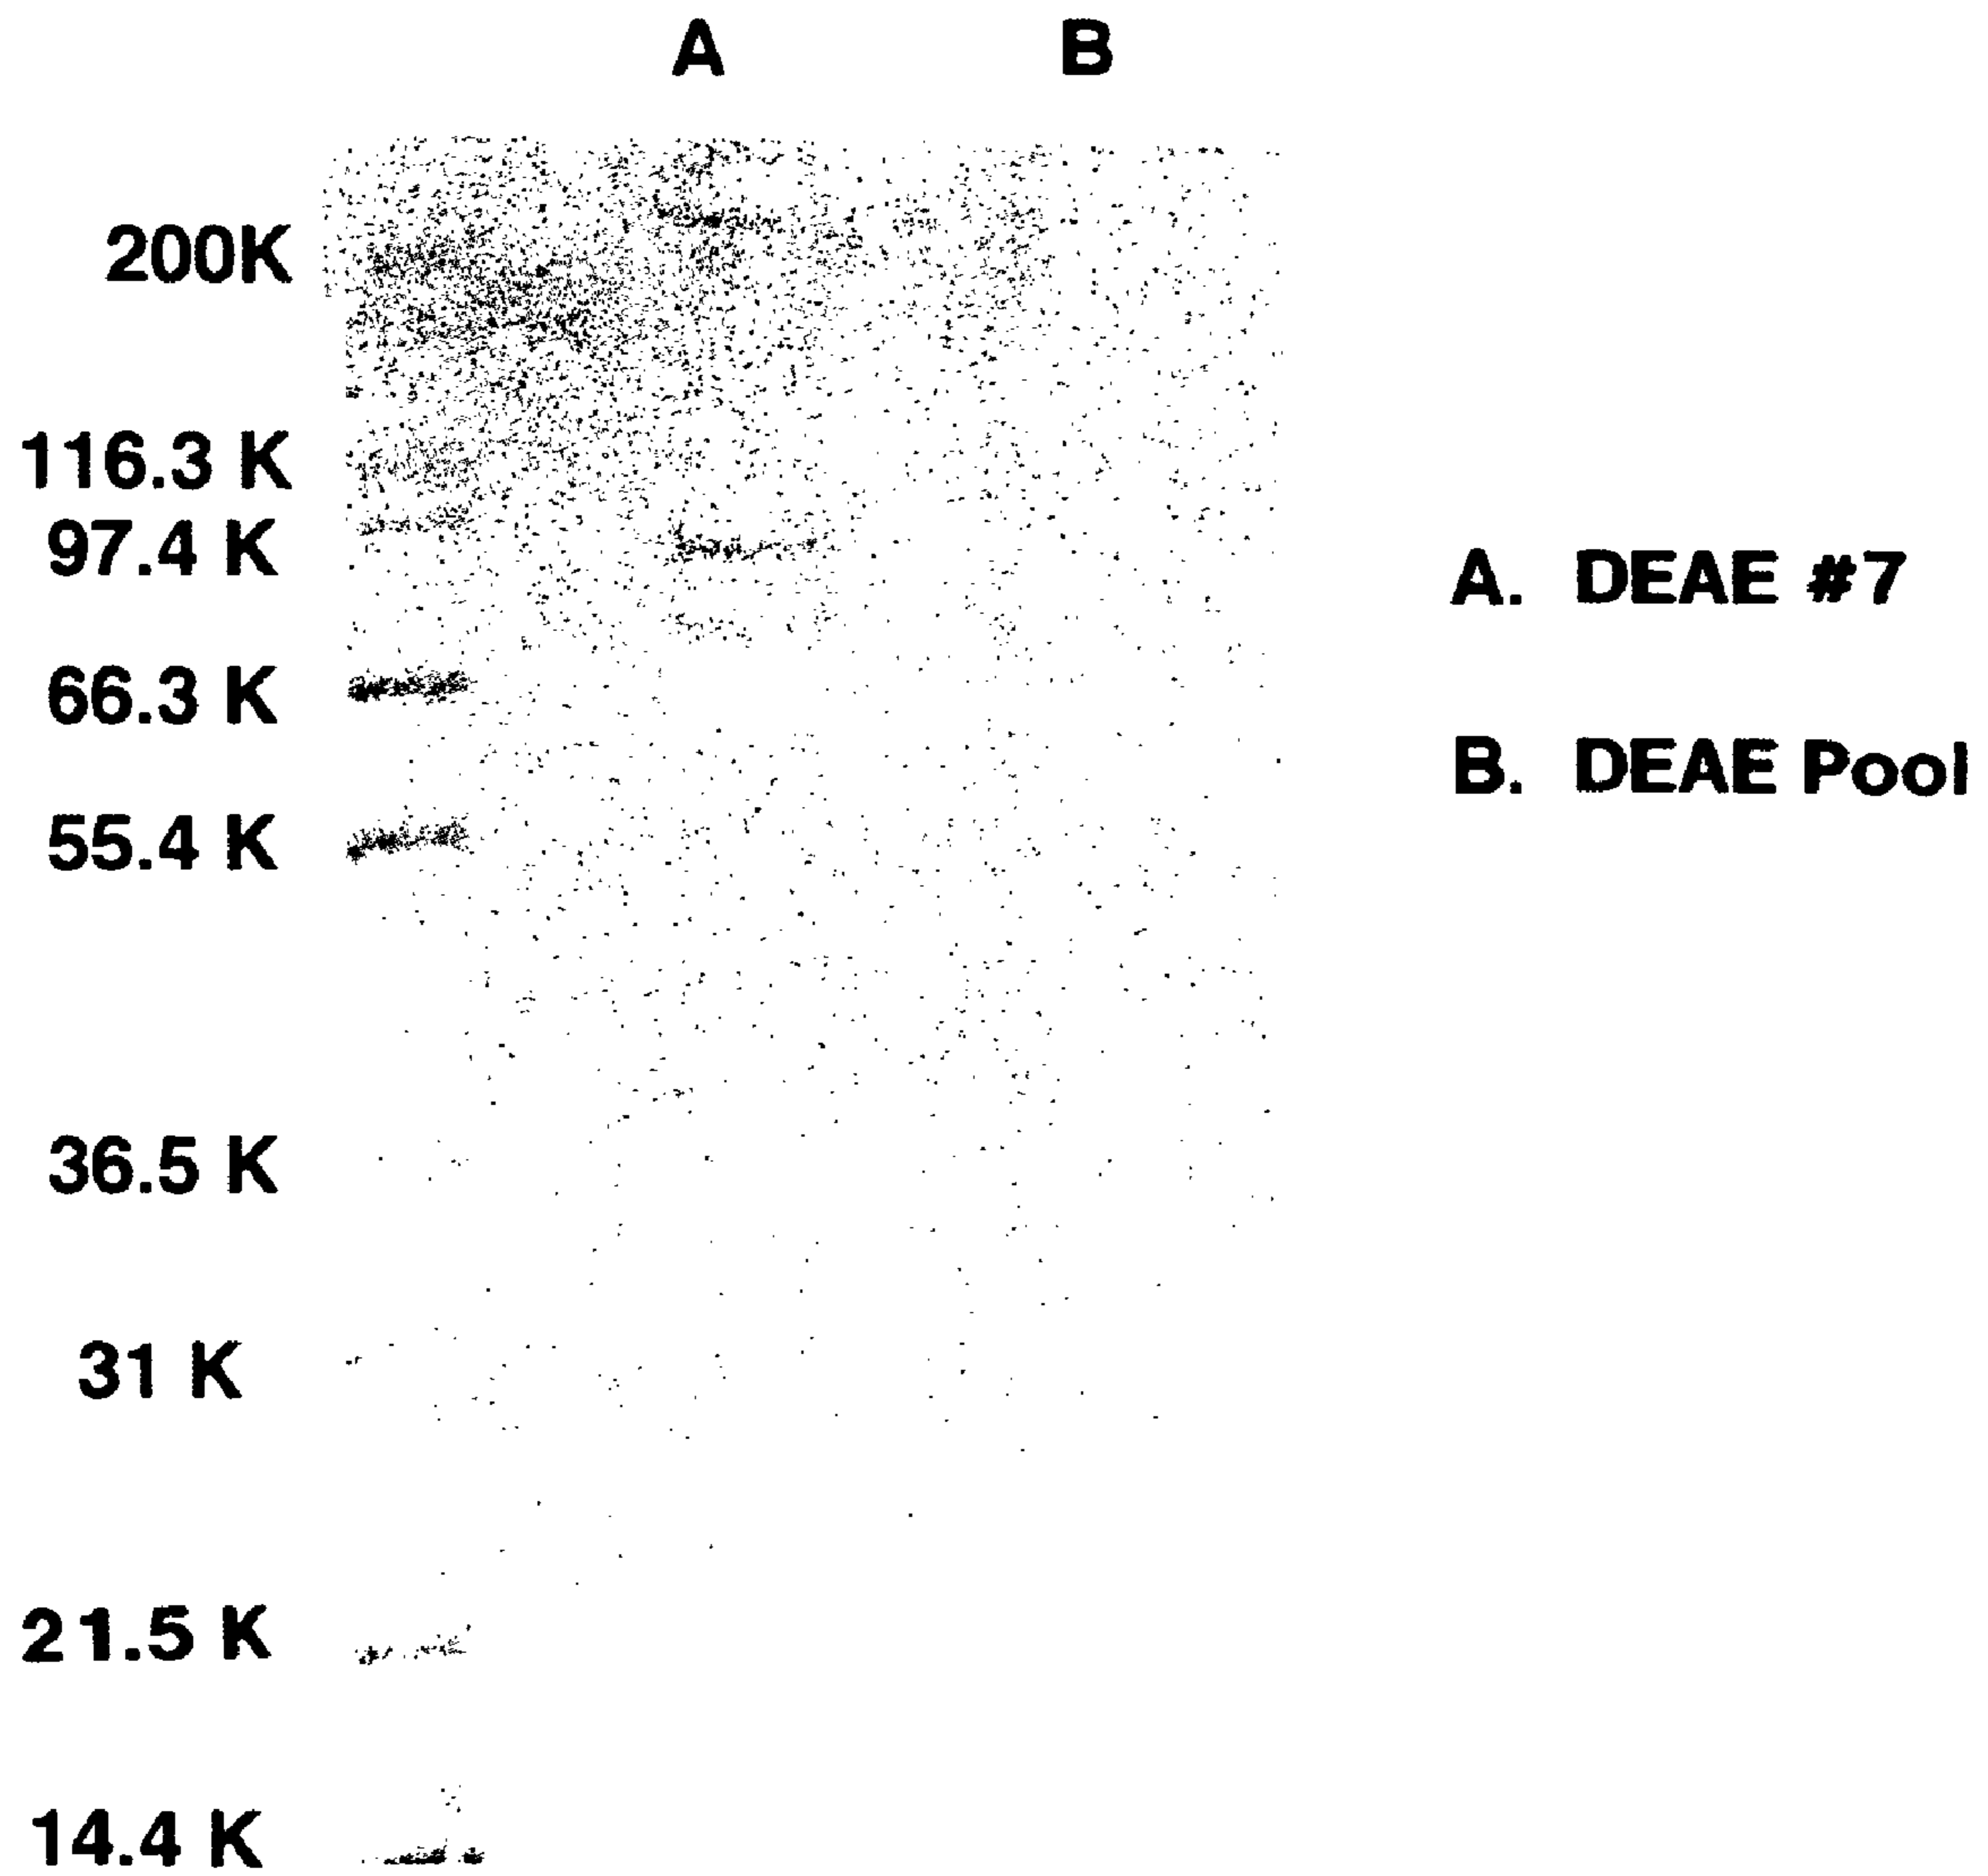 A B
200K
116.3 K
97.4 K
66.3 K
55.4 K
36.5 K
31 K
21.5 K
14.4 K
A. DEAE #7
B. DEAE Pool